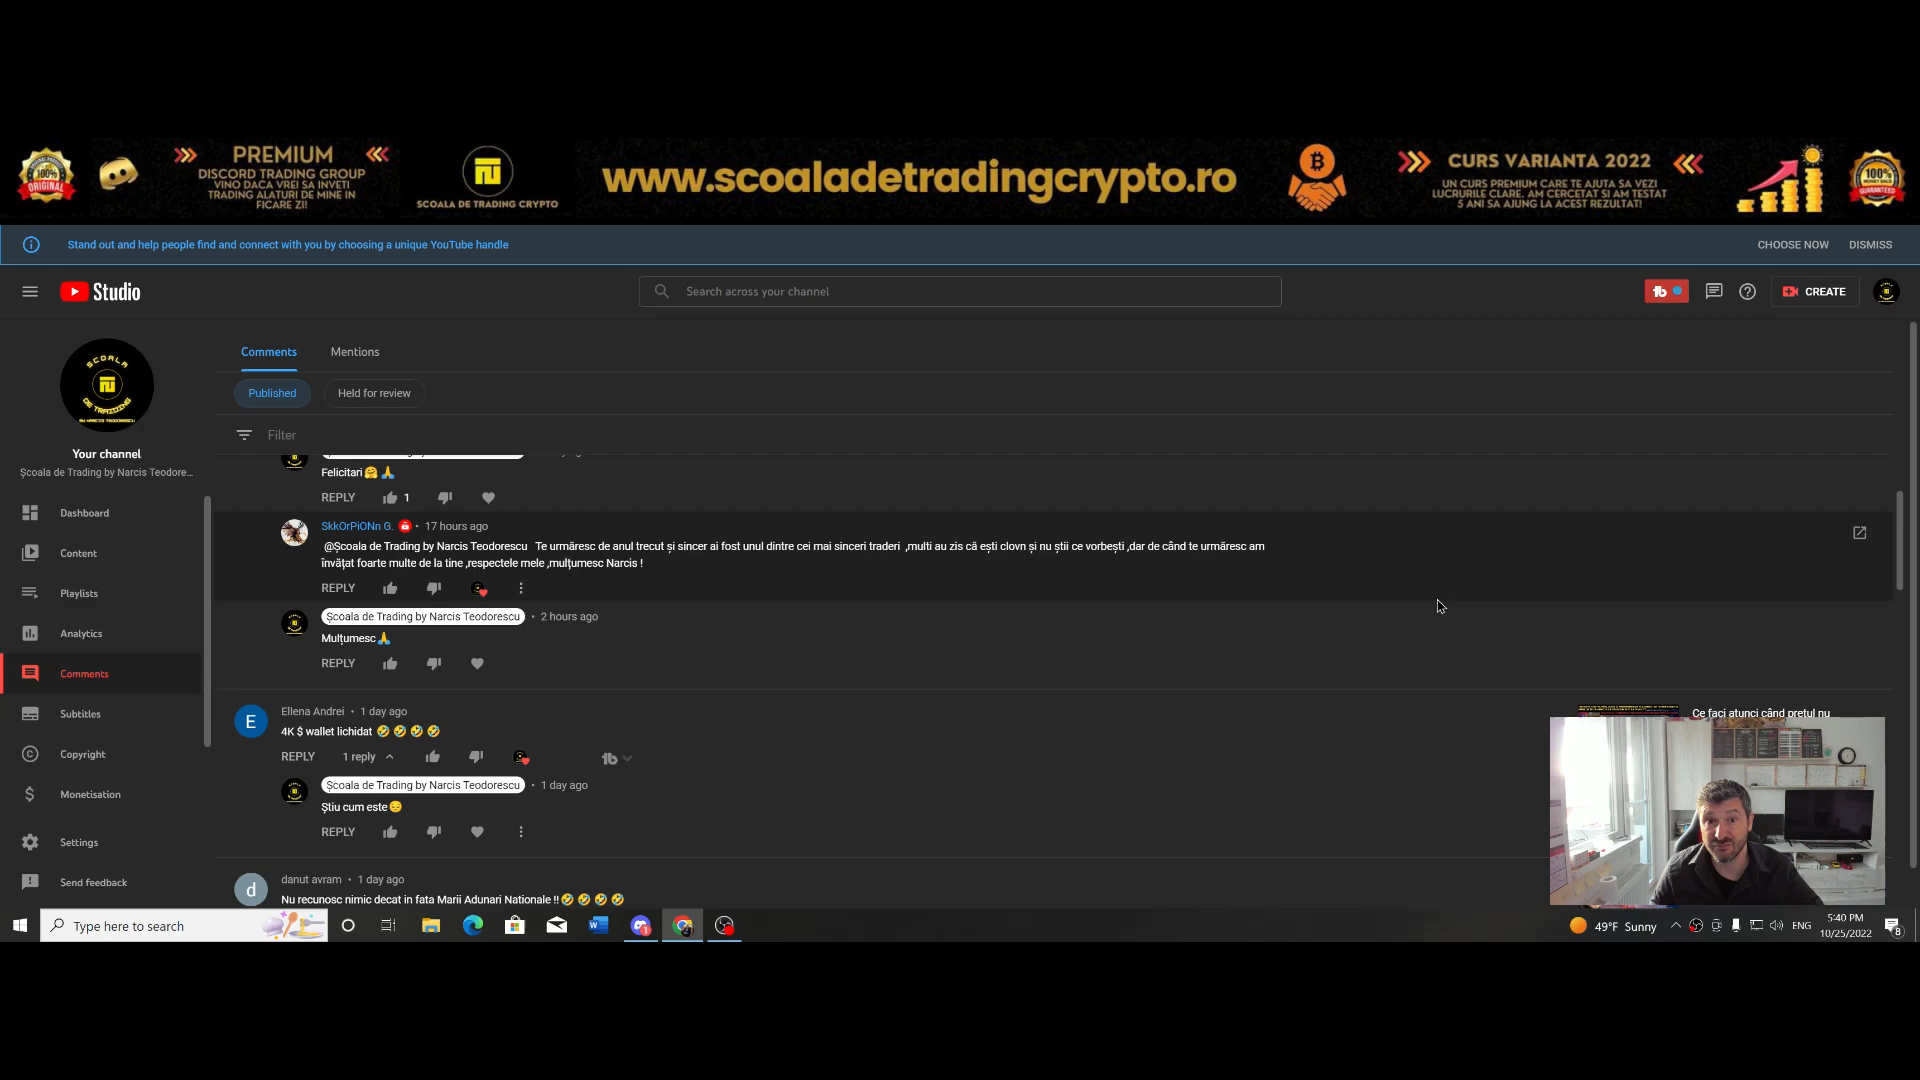 100%
ORIGINAL
PREMIUM
DISCORD TRADING GROUP
VINO DACA VREI SA INVETI
TRADING ALATURI DE MINE IN
FICARE ZI!
SCOALA DE TRADING CRYPTO
www.scoaladetradingcrypto.ro
CURS VARIANTA 2022
UN CURS PREMIUM CARE TE AJUTA SA VEZI
LUCRURILE CLARE. AM CERCETAT SI AM TESTAT
5 ANI SA AJUNG LA ACEST REZULTAT!
100%
Stand out and help people find and connect with you by choosing a unique YouTube handle
CHOOSE NOW
DISMISS
Studio
Search across your channel
CREATE
SCOALA
DE TRADING
BY NARCIS TEODORESCU
Your channel
Școala de Trading by Narcis Teodore...
Dashboard
Content
Playlists
Analytics
Comments
Subtitles
Copyright
Monetisation
Settings
Send feedback
Comments
Mentions
Published
Held for review
Filter
Felicitari🤗🙏
REPLY 1
SkkOrPiONn G. • 17 hours ago
@Școala de Trading by Narcis Teodorescu Te urmăresc de anul trecut și sincer ai fost unul dintre cei mai sinceri traderi ,multi au zis că ești clovn și nu știi ce vorbești ,dar de când te urmăresc am
învățat foarte multe de la tine ,respectele mele ,mulțumesc Narcis !
REPLY
Școala de Trading by Narcis Teodorescu • 2 hours ago
Mulțumesc🙏
REPLY
E
Ellena Andrei • 1 day ago
4K $ wallet lichidat 🤣 🤣 🤣 🤣
REPLY 1 reply
Școala de Trading by Narcis Teodorescu • 1 day ago
Știu cum este😔
REPLY
d
danut avram • 1 day ago
Nu recunosc nimic decat in fata Marii Adunari Nationale !!🤣 🤣 🤣 🤣
Ce faci atunci când prețul nu
Type here to search
49°F Sunny
ENG
5:40 PM
10/25/2022
8